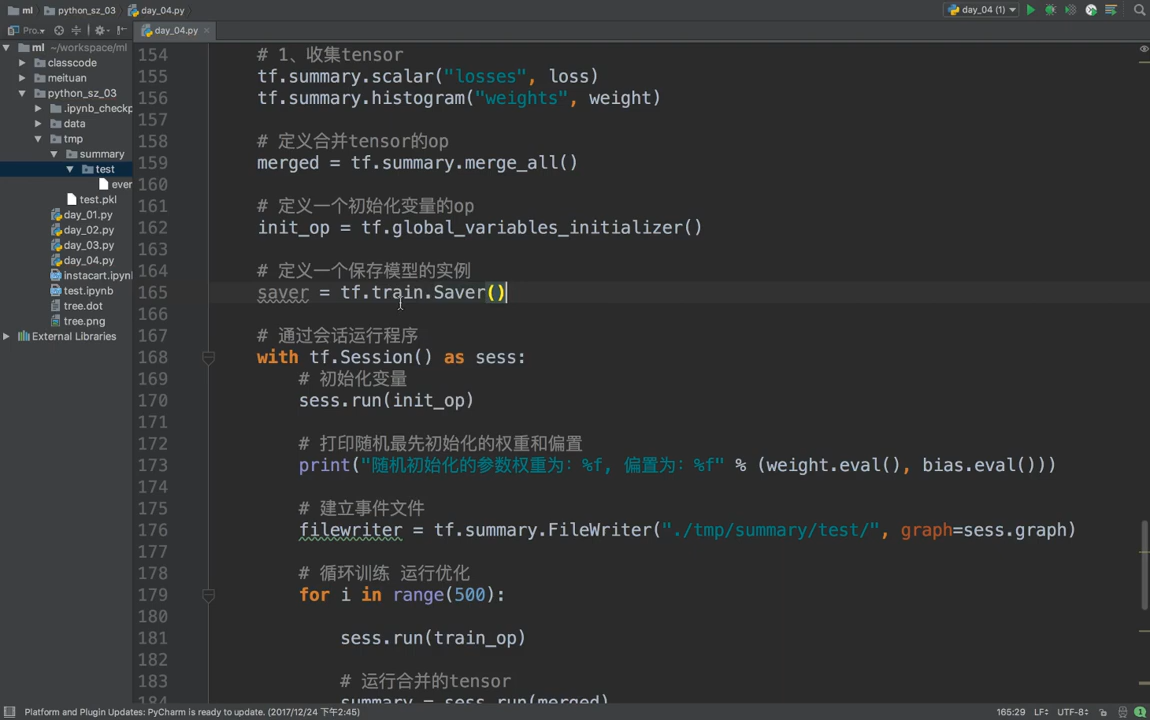 ml python_sz_03 day_04.py
day_04 (1)
Pro..
day_04.py
ml ~/workspace/ml
classcode
meituan
python_sz_03
.ipynb_checkp
data
tmp
summary
test
ever
test.pkl
day_01.py
day_02.py
day_03.py
day_04.py
instacart.ipynl
test.ipynb
tree.dot
tree.png
External Libraries
154 # 1、收集tensor
155 tf.summary.scalar("losses", loss)
156 tf.summary.histogram("weights", weight)
157
158 # 定义合并tensor的op
159 merged = tf.summary.merge_all()
160
161 # 定义一个初始化变量的op
162 init_op = tf.global_variables_initializer()
163
164 # 定义一个保存模型的实例
165 saver = tf.train.Saver()
166
167 # 通过会话运行程序
168 with tf.Session() as sess:
169 # 初始化变量
170 sess.run(init_op)
171
172 # 打印随机最先初始化的权重和偏置
173 print("随机初始化的参数权重为：%f, 偏置为：%f" % (weight.eval(), bias.eval()))
174
175 # 建立事件文件
176 filewriter = tf.summary.FileWriter("./tmp/summary/test/", graph=sess.graph)
177
178 # 循环训练 运行优化
179 for i in range(500):
180
181 sess.run(train_op)
182
183 # 运行合并的tensor
184 summary = sess.run(merged)
Platform and Plugin Updates: PyCharm is ready to update. (2017/12/24 下午2:45)
165:29 LF÷ UTF-8÷ 1